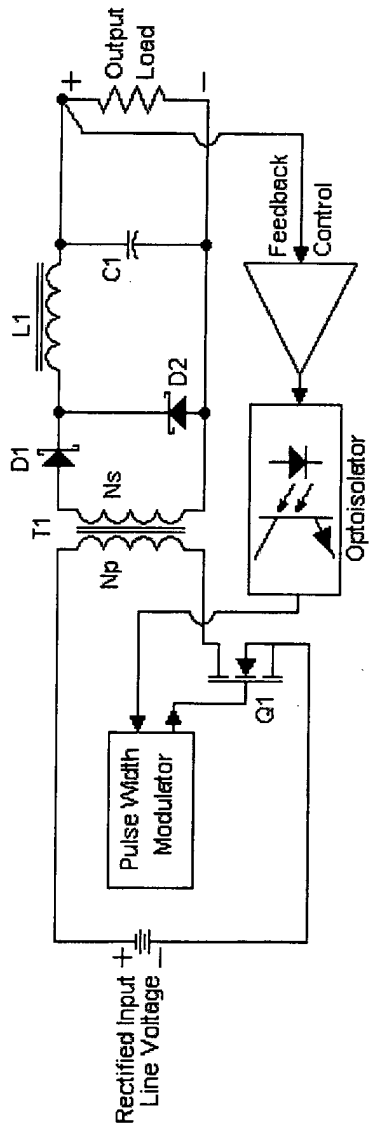 Rectified Input
Line Voltage
+
−
Pulse Width
Modulator
Q1
T1
Np
Ns
D1
D2
L1
C1
+
−
Output
Load
Feedback
Control
Optoisolator